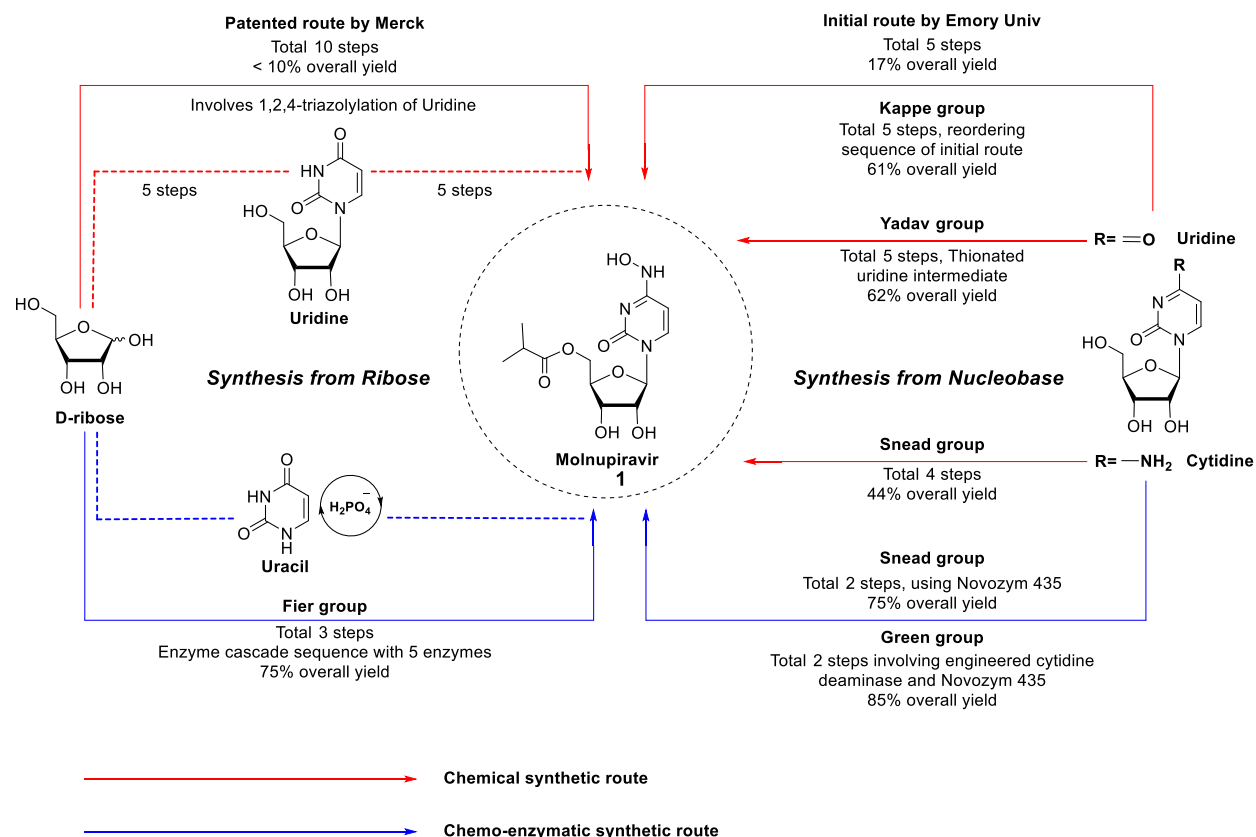 Patented route by Merck
Total 10 steps
< 10% overall yield
Involves 1,2,4-triazolylation of Uridine
5 steps
5 steps
O
HN
O
N
HO
O
OH
OH
Uridine
HO
O
OH
OH
OH
D-ribose
Synthesis from Ribose
O
HN
O
N
H
H₂PO₄⁻
Uracil
Fier group
Total 3 steps
Enzyme cascade sequence with 5 enzymes
75% overall yield
HO
NH
N
O
N
O
O
O
OH
OH
Molnupiravir
1
Initial route by Emory Univ
Total 5 steps
17% overall yield
Kappe group
Total 5 steps, reordering
sequence of initial route
61% overall yield
Yadav group
Total 5 steps, Thionated
uridine intermediate
62% overall yield
R= =O Uridine
R
N
O
N
HO
O
OH
OH
Synthesis from Nucleobase
Snead group
Total 4 steps
44% overall yield
R= —NH₂ Cytidine
Snead group
Total 2 steps, using Novozym 435
75% overall yield
Green group
Total 2 steps involving engineered cytidine
deaminase and Novozym 435
85% overall yield
Chemical synthetic route
Chemo-enzymatic synthetic route